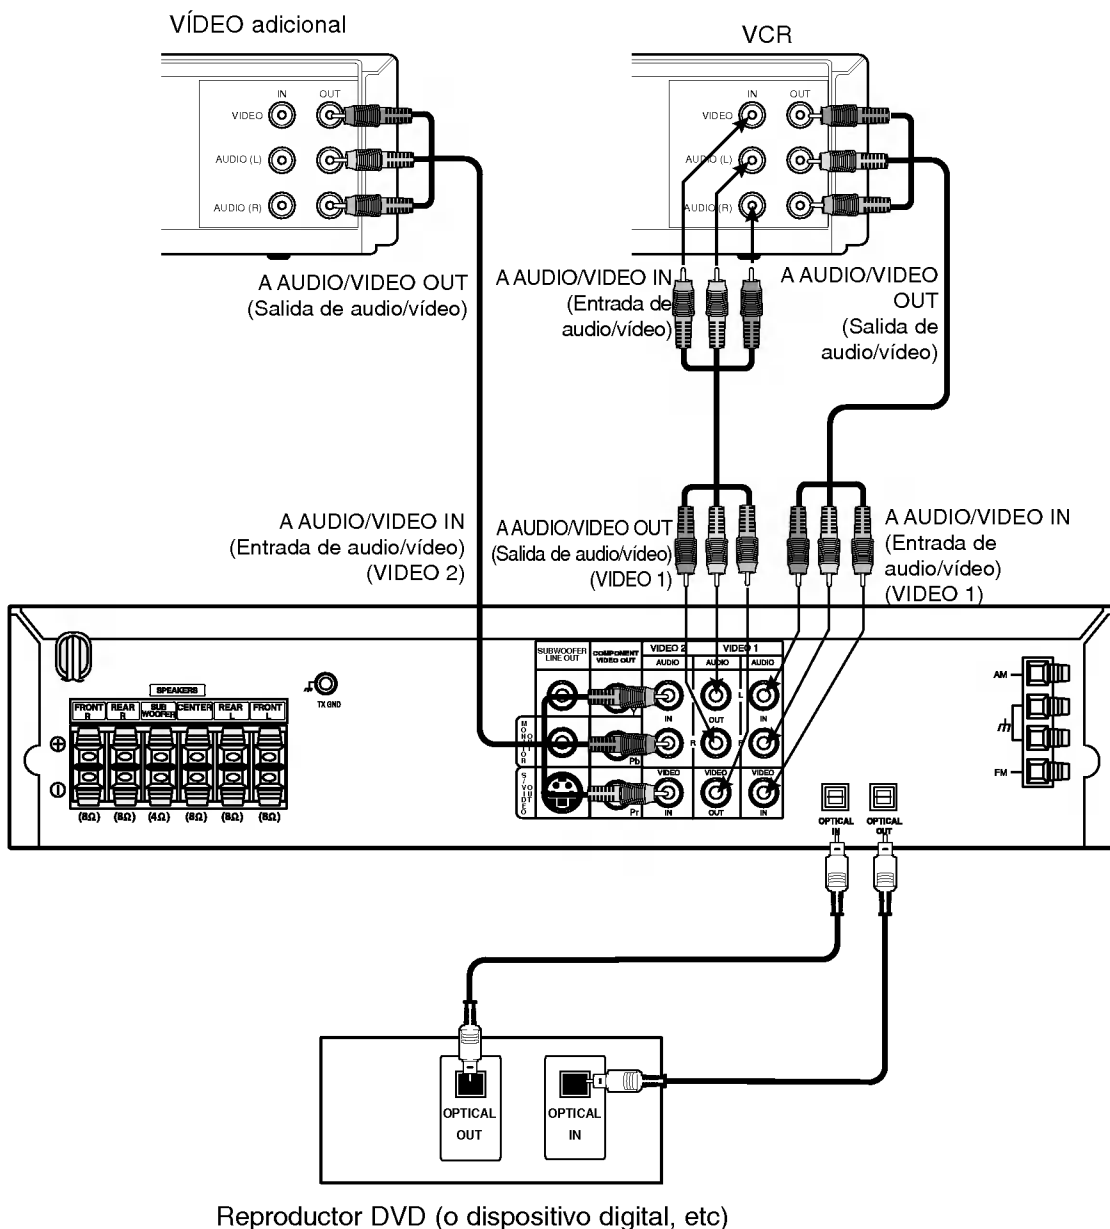 VÍDEO adicional
VCR
IN
OUT
VIDEO
AUDIO (L)
AUDIO (R)
IN
OUT
VIDEO
AUDIO (L)
AUDIO (R)
A AUDIO/VIDEO OUT
(Salida de audio/vídeo)
A AUDIO/VIDEO IN
(Entrada de
audio/vídeo)
A AUDIO/VIDEO
OUT
(Salida de
audio/vídeo)
A AUDIO/VIDEO IN
(Entrada de audio/vídeo)
(VIDEO 2)
A AUDIO/VIDEO OUT
(Salida de audio/vídeo)
(VIDEO 1)
A AUDIO/VIDEO IN
(Entrada de
audio/vídeo)
(VIDEO 1)
SPEAKERS
FRONT R
REAR R
SUB WOOFER
CENTER
REAR L
FRONT L
(8Ω) (8Ω) (4Ω) (8Ω) (8Ω) (8Ω)
TX GND
SUBWOOFER
LINE OUT
COMPONENT
VIDEO OUT
VIDEO 2
VIDEO 1
AUDIO
AUDIO
AUDIO
MONITOR OUT
S/VIDEO OUT
Y
Pb
Pr
L
IN
OUT
IN
R
R
VIDEO
VIDEO
VIDEO
IN
OUT
IN
AM
FM
OPTICAL
IN
OPTICAL
OUT
OPTICAL
OUT
OPTICAL
IN
Reproductor DVD (o dispositivo digital, etc)